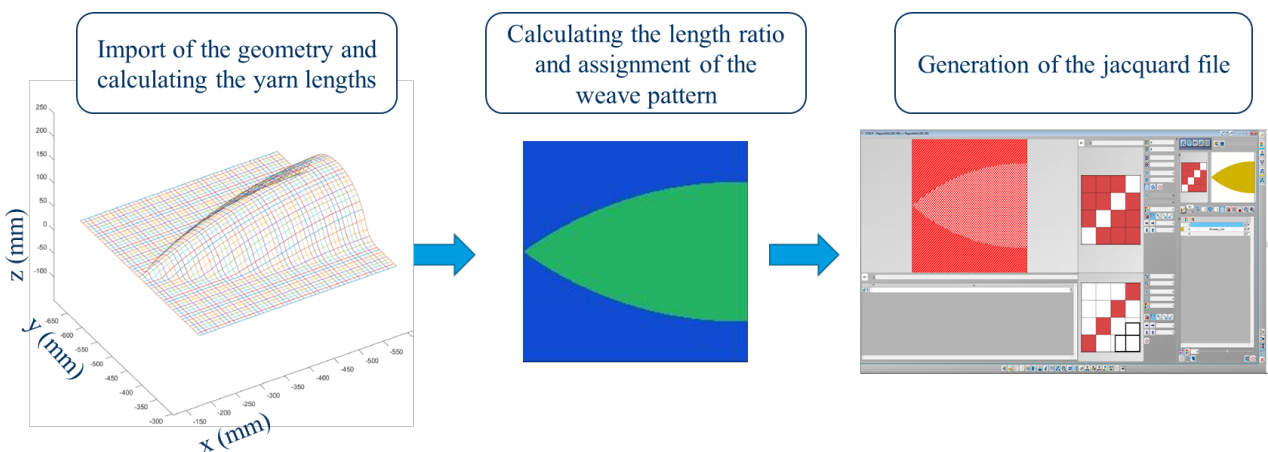 Import of the geometry and
calculating the yarn lengths
Calculating the length ratio
and assignment of the
weave pattern
Generation of the jacquard file
250
200
150
100
50
0
-50
-100
z (mm)
-650
-600
-550
-500
-450
-400
-350
-300
y (mm)
-150
-200
-250
-300
-350
-400
-450
-500
-550
x (mm)